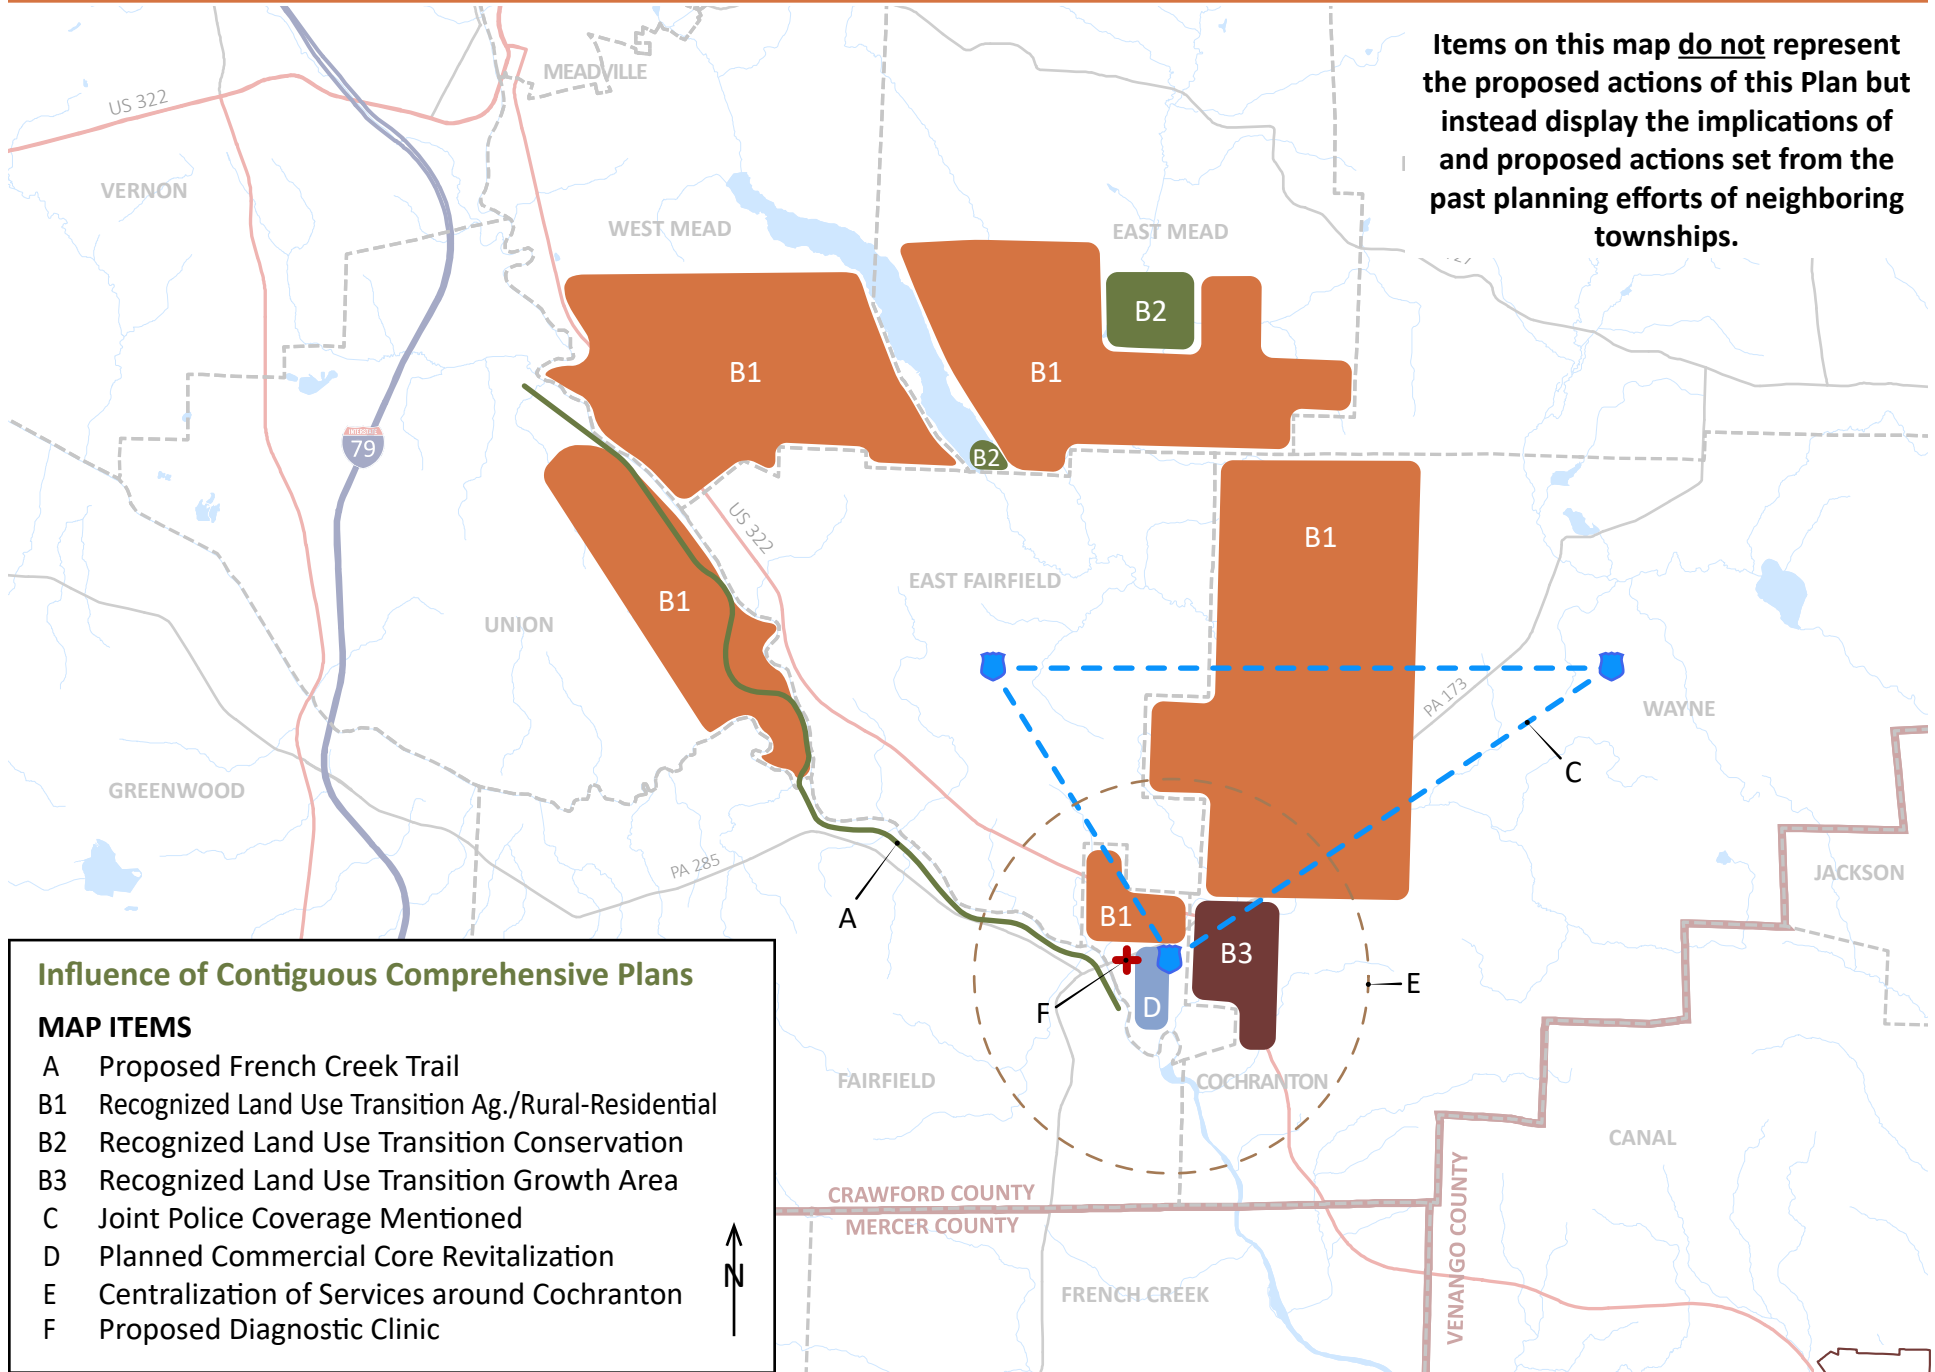 Items on this map do not represent
the proposed actions of this Plan but
instead display the implications of
and proposed actions set from the
past planning efforts of neighboring
townships.
MEADVILLE
US 322
VERNON
WEST MEAD
EAST MEAD
27
B2
B1
B1
INTERSTATE
79
B2
US 322
B1
EAST FAIRFIELD
B1
UNION
PA 173
WAYNE
C
GREENWOOD
PA 285
JACKSON
A
B1
B3
E
F
D
FAIRFIELD
COCHRANTON
CANAL
CRAWFORD COUNTY
MERCER COUNTY
VENANGO COUNTY
FRENCH CREEK
Influence of Contiguous Comprehensive Plans
MAP ITEMS
A Proposed French Creek Trail
B1 Recognized Land Use Transition Ag./Rural-Residential
B2 Recognized Land Use Transition Conservation
B3 Recognized Land Use Transition Growth Area
C Joint Police Coverage Mentioned
D Planned Commercial Core Revitalization
E Centralization of Services around Cochranton
F Proposed Diagnostic Clinic
N